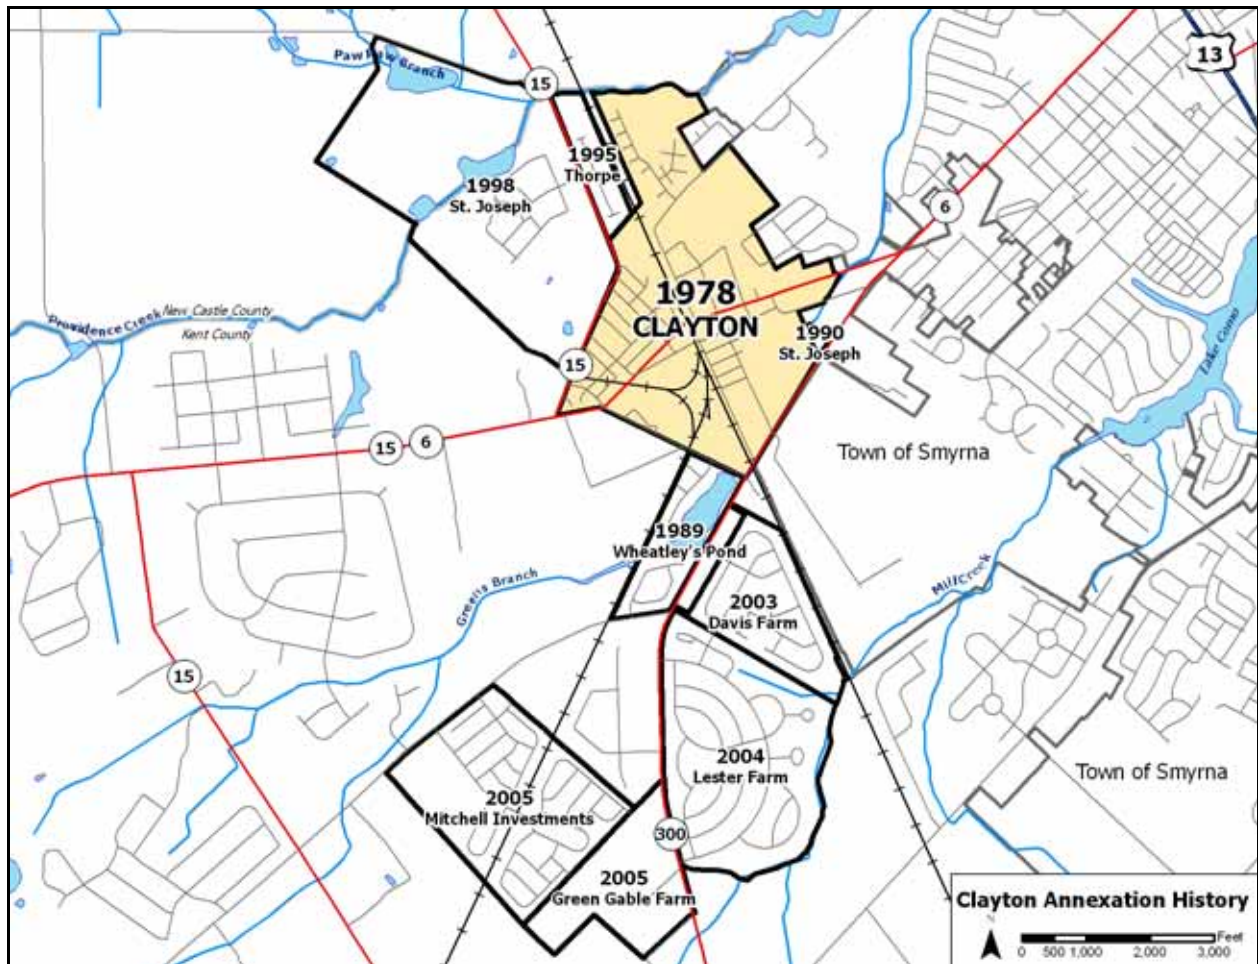 13
Paw Paw Branch
15
1995
Thorpe
1998
St. Joseph
6
1978
CLAYTON
Providence Creek
New Castle County
Kent County
1990
St. Joseph
Lake Como
15
15
6
Town of Smyrna
1989
Wheatley's Pond
Greens Branch
Mill Creek
2003
Davis Farm
15
2004
Lester Farm
Town of Smyrna
2005
Mitchell Investments
300
2005
Green Gable Farm
Clayton Annexation History
N
Feet
0 500 1,000 2,000 3,000